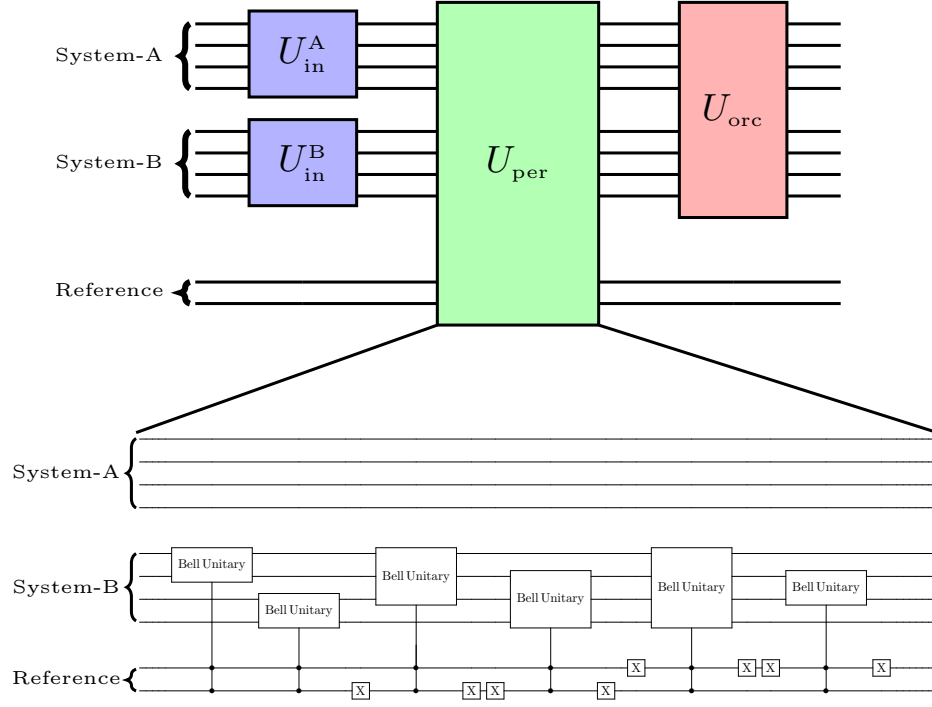 System-A
U_in^A
System-B
U_in^B
U_per
U_orc
Reference
System-A
System-B
Bell Unitary
Bell Unitary
Bell Unitary
Bell Unitary
Bell Unitary
Bell Unitary
Reference
X X X X
X X X X X